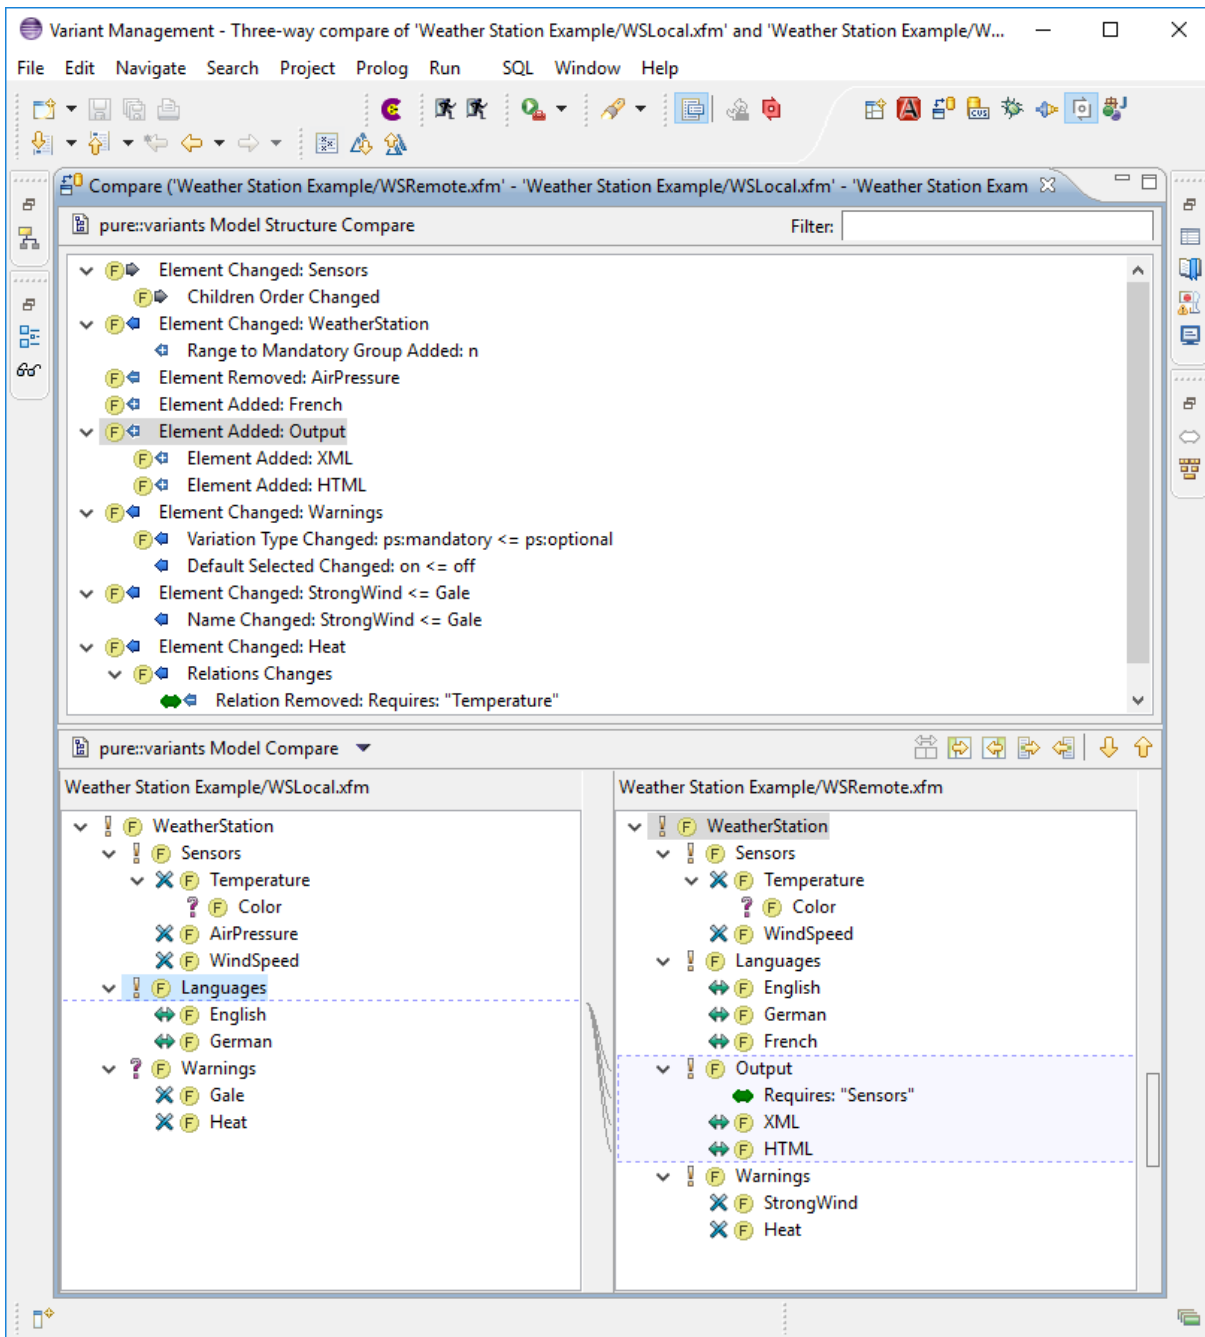 Variant Management - Three-way compare of 'Weather Station Example/WSLocal.xfm' and 'Weather Station Example/W...
File Edit Navigate Search Project Prolog Run SQL Window Help
Compare ('Weather Station Example/WSRemote.xfm' - 'Weather Station Example/WSLocal.xfm' - 'Weather Station Exam
pure::variants Model Structure Compare Filter:
F Element Changed: Sensors
F Children Order Changed
F Element Changed: WeatherStation
Range to Mandatory Group Added: n
F Element Removed: AirPressure
F Element Added: French
F Element Added: Output
F Element Added: XML
F Element Added: HTML
F Element Changed: Warnings
F Variation Type Changed: ps:mandatory <= ps:optional
Default Selected Changed: on <= off
F Element Changed: StrongWind <= Gale
Name Changed: StrongWind <= Gale
F Element Changed: Heat
F Relations Changes
Relation Removed: Requires: "Temperature"
pure::variants Model Compare
Weather Station Example/WSLocal.xfm
! F WeatherStation
! F Sensors
F Temperature
? F Color
F AirPressure
F WindSpeed
! F Languages
F English
F German
? F Warnings
F Gale
F Heat
Weather Station Example/WSRemote.xfm
! F WeatherStation
! F Sensors
F Temperature
? F Color
F WindSpeed
! F Languages
F English
F German
F French
! F Output
Requires: "Sensors"
F XML
F HTML
! F Warnings
F StrongWind
F Heat